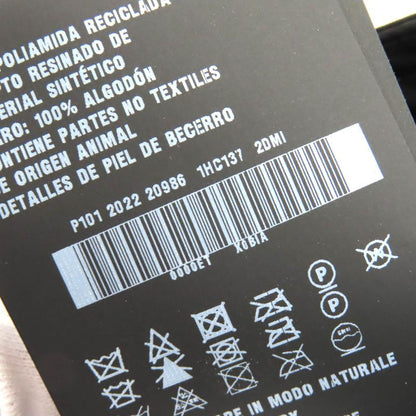 POLIAMIDA RECICLADA
PTO RESINADO DE
ERIAL SINTÉTICO
RO: 100% ALGODÓN
ONTIENE PARTES NO TEXTILES
E ORIGEN ANIMAL
DETALLES DE PIEL DE BECERRO
P101 2022 20986 1HC137 2DMI
P
P
E IN MODO NATURALE